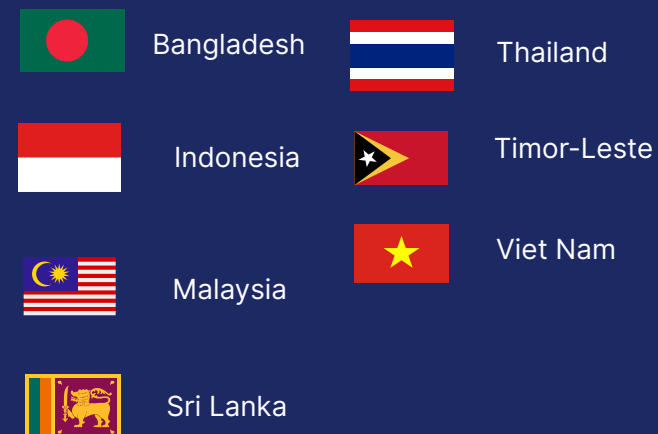 Bangladesh
Indonesia
Malaysia
Sri Lanka
Thailand
Timor-Leste
Viet Nam